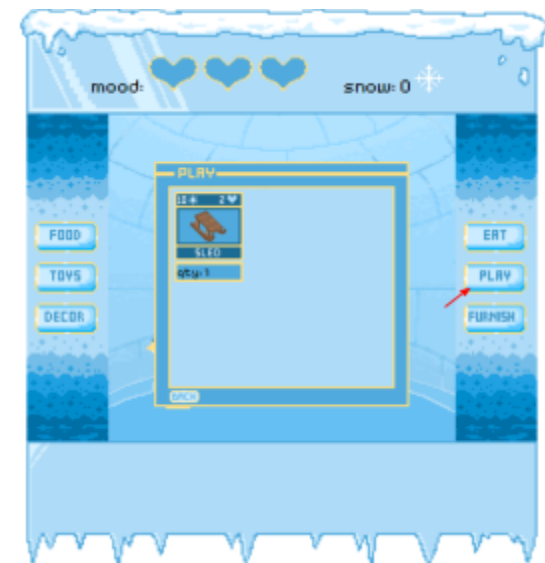 mood:
snow: 0
PLAY
10 2
SLED
qty: 1
BACK
FOOD
TOYS
DECOR
EAT
PLAY
FURNISH